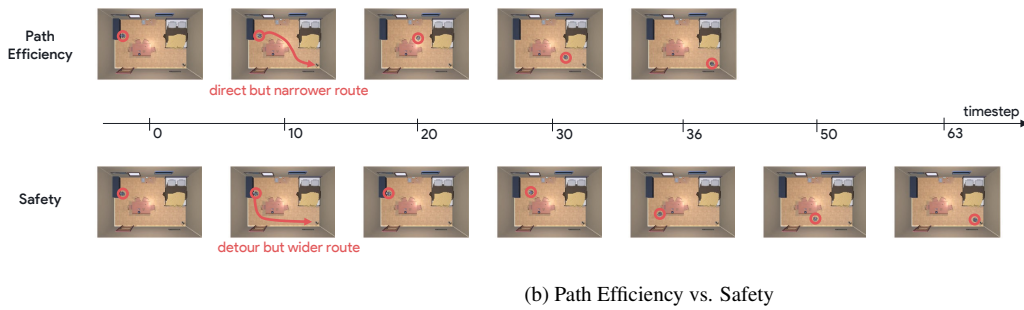 Path
Efficiency
direct but narrower route
timestep
0 10 20 30 36 50 63
Safety
detour but wider route
(b) Path Efficiency vs. Safety